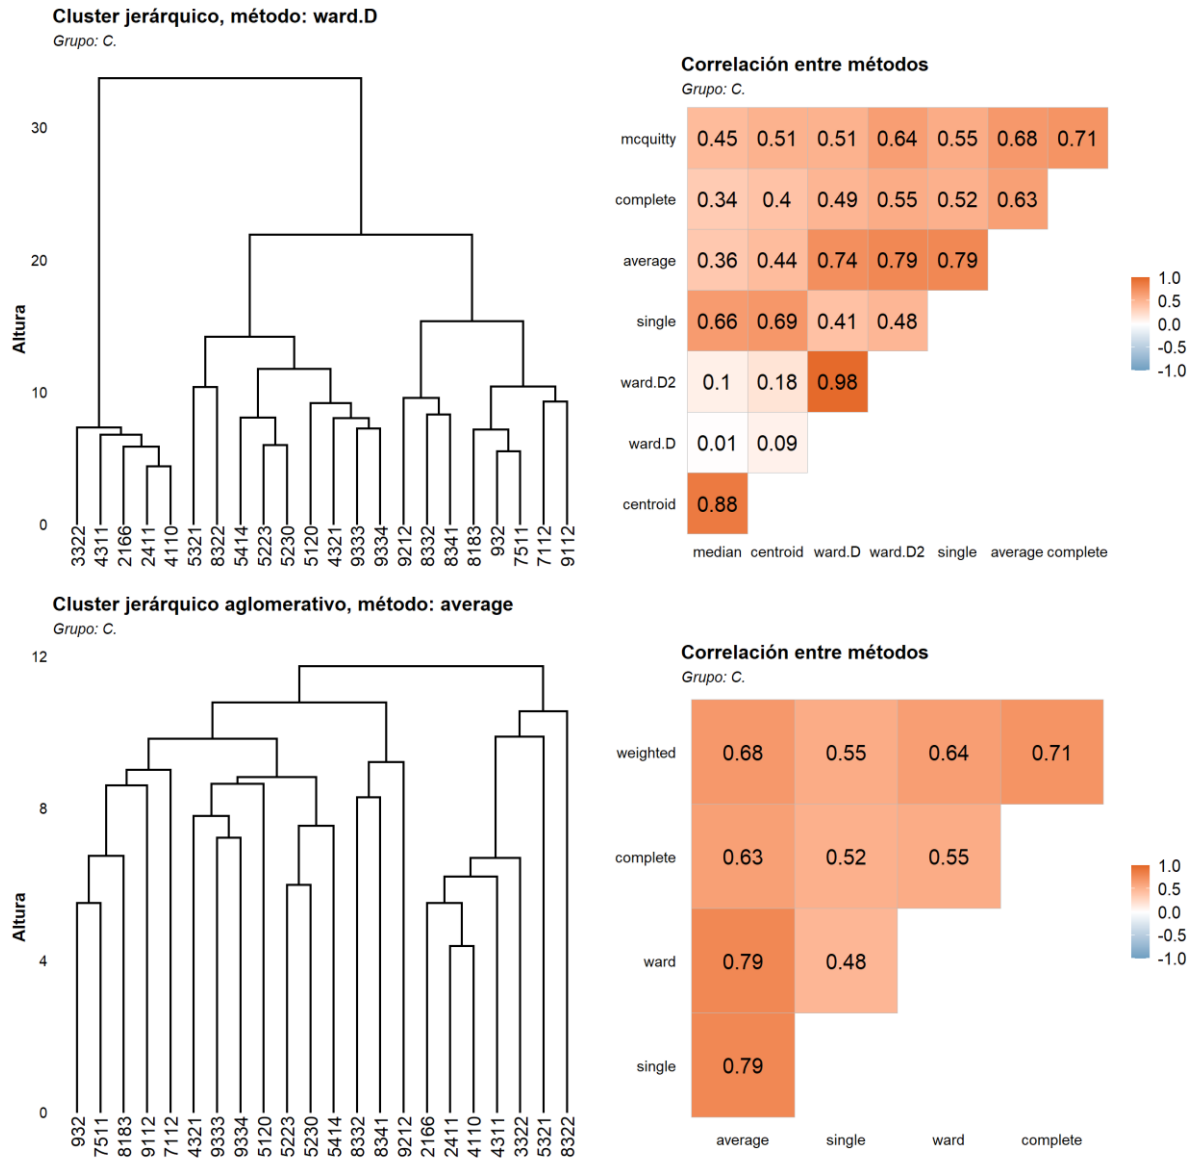 Cluster jerárquico, método: ward.D
Grupo: C.
Altura
30
20
10
0
3322 4311 2166 2411 4110 5321 8322 5414 5223 5230 5120 4321 9333 9334 9212 8332 8341 8183 932 7511 7112 9112
Correlación entre métodos
Grupo: C.
mcquitty 0.45 0.51 0.51 0.64 0.55 0.68 0.71
complete 0.34 0.4 0.49 0.55 0.52 0.63
average 0.36 0.44 0.74 0.79 0.79
single 0.66 0.69 0.41 0.48
ward.D2 0.1 0.18 0.98
ward.D 0.01 0.09
centroid 0.88
median centroid ward.D ward.D2 single average complete
1.0
0.5
0.0
-0.5
-1.0
Cluster jerárquico aglomerativo, método: average
Grupo: C.
Altura
12
8
4
0
932 7511 8183 9112 7112 4321 9333 9334 5120 5223 5230 5414 8332 8341 9212 2166 2411 4110 4311 3322 5321 8322
Correlación entre métodos
Grupo: C.
weighted 0.68 0.55 0.64 0.71
complete 0.63 0.52 0.55
ward 0.79 0.48
single 0.79
average single ward complete
1.0
0.5
0.0
-0.5
-1.0